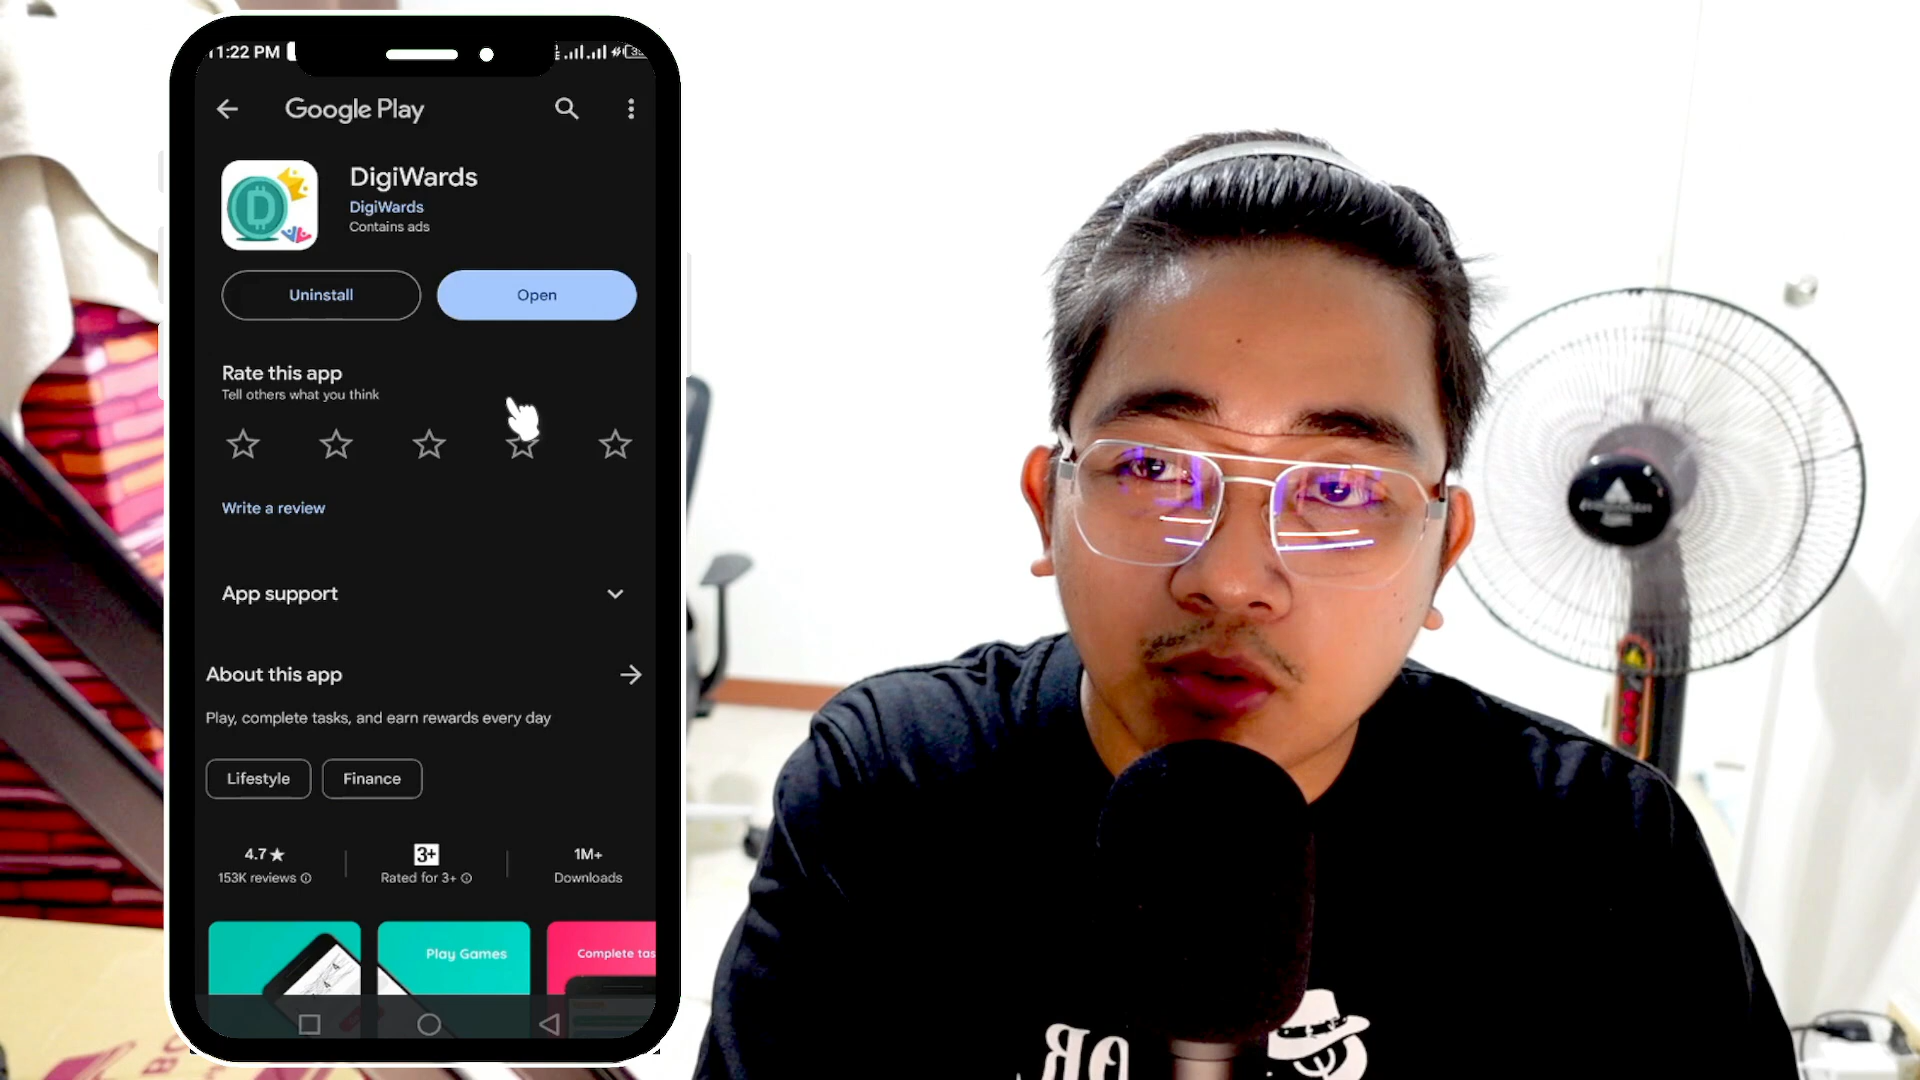 11:22 PM
Google Play
DigiWards
DigiWards
Contains ads
Uninstall
Open
Rate this app
Tell others what you think
Write a review
App support
About this app
Play, complete tasks, and earn rewards every day
Lifestyle
Finance
4.7★
3+
1M+
153K reviews
Rated for 3+
Downloads
Play Games
Complete tas